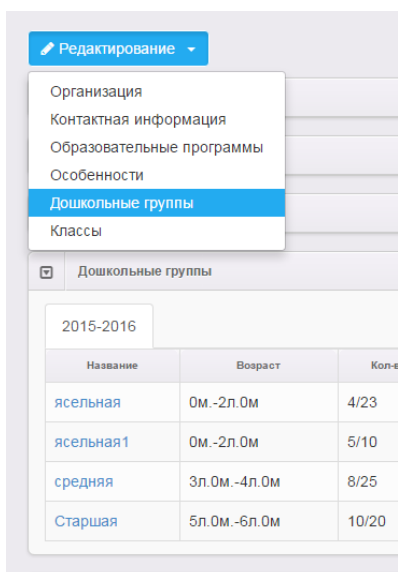 Редактирование
Организация
Контактная информация
Образовательные программы
Особенности
Дошкольные группы
Классы
Дошкольные группы
2015-2016
Название Возраст
ясельная 0м.-2л.0м 4/23
ясельная1 0м.-2л.0м 5/10
средняя 3л.0м.-4л.0м 8/25
Старшая 5л.0м.-6л.0м 10/20